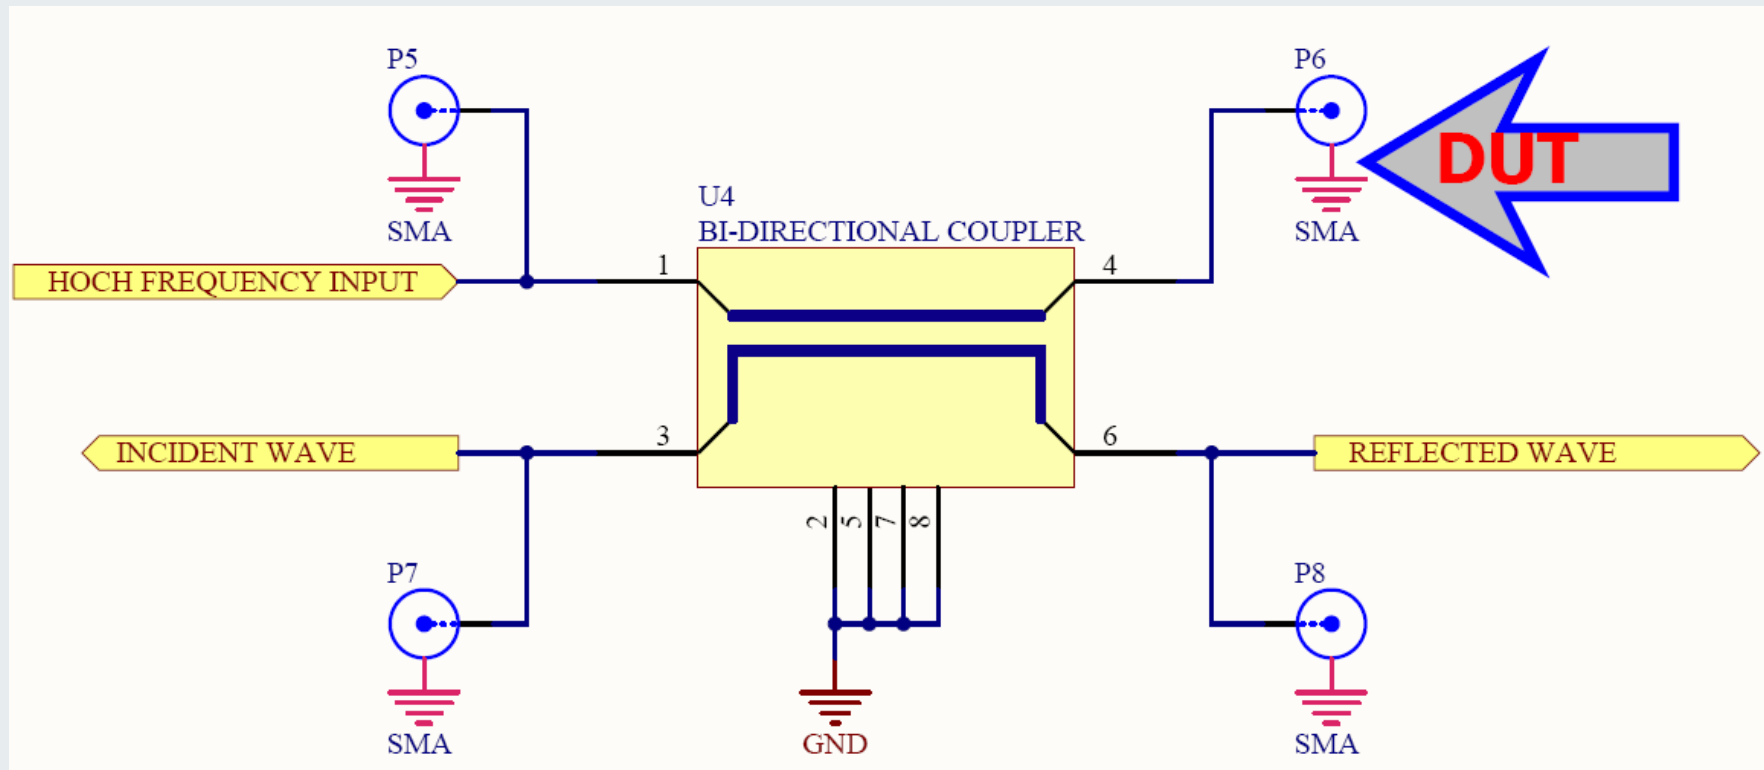 P5
P6
DUT
SMA
SMA
U4
BI-DIRECTIONAL COUPLER
HOCH FREQUENCY INPUT
1
4
INCIDENT WAVE
3
6
REFLECTED WAVE
2
5
7
8
P7
P8
SMA
GND
SMA